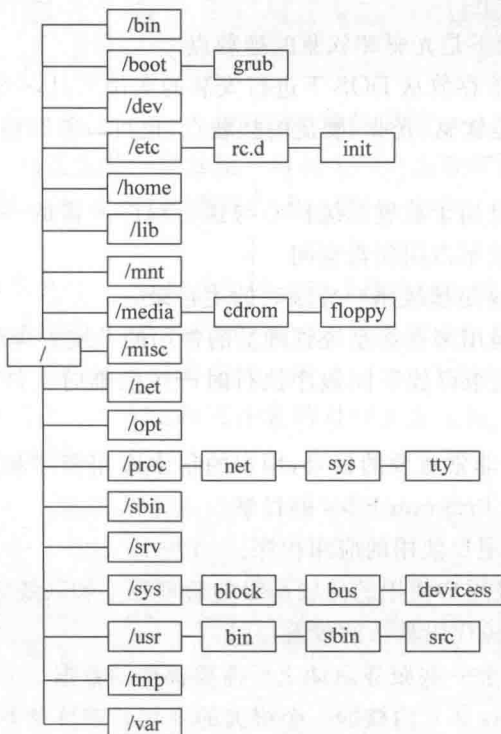 /bin
/boot grub
/dev
/etc rc.d init
/home
/lib
/mnt
/media cdrom floppy
/misc
/
/net
/opt
/proc net sys tty
/sbin
/srv
/sys block bus devicess
/usr bin sbin src
/tmp
/var